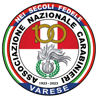 NEI SECOLI FEDELE
ASSOCIAZIONE NAZIONALE CARABINIERI
100
1923 - 2023
VARESE